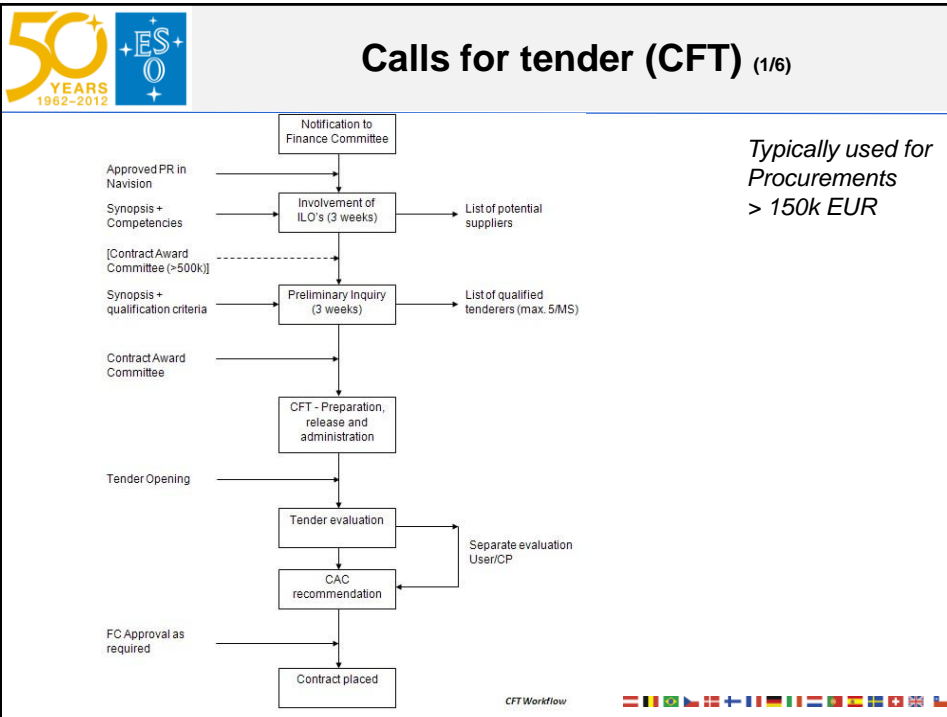 50
YEARS
1962–2012
ES
O
Calls for tender (CFT) (1/6)
Typically used for
Procurements
> 150k EUR
Notification to
Finance Committee
Approved PR in
Navision
Synopsis +
Competencies
Involvement of
ILO's (3 weeks)
List of potential
suppliers
[Contract Award
Committee (>500k)]
Synopsis +
qualification criteria
Preliminary Inquiry
(3 weeks)
List of qualified
tenderers (max. 5/MS)
Contract Award
Committee
CFT - Preparation,
release and
administration
Tender Opening
Tender evaluation
Separate evaluation
User/CP
CAC
recommendation
FC Approval as
required
Contract placed
CFT Workflow